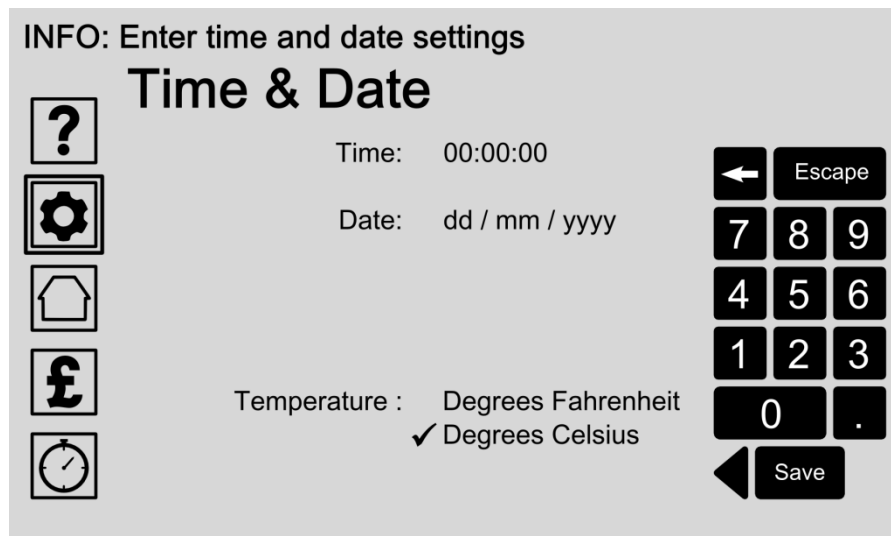 INFO: Enter time and date settings
Time & Date
?
Time: 00:00:00
Escape
Date: dd / mm / yyyy
7 8 9
4 5 6
£
1 2 3
Temperature : Degrees Fahrenheit
✓ Degrees Celsius
0 .
Save